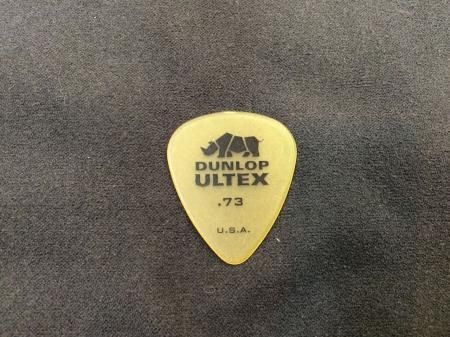 DUNLOP
ULTEX
.73
U.S.A.